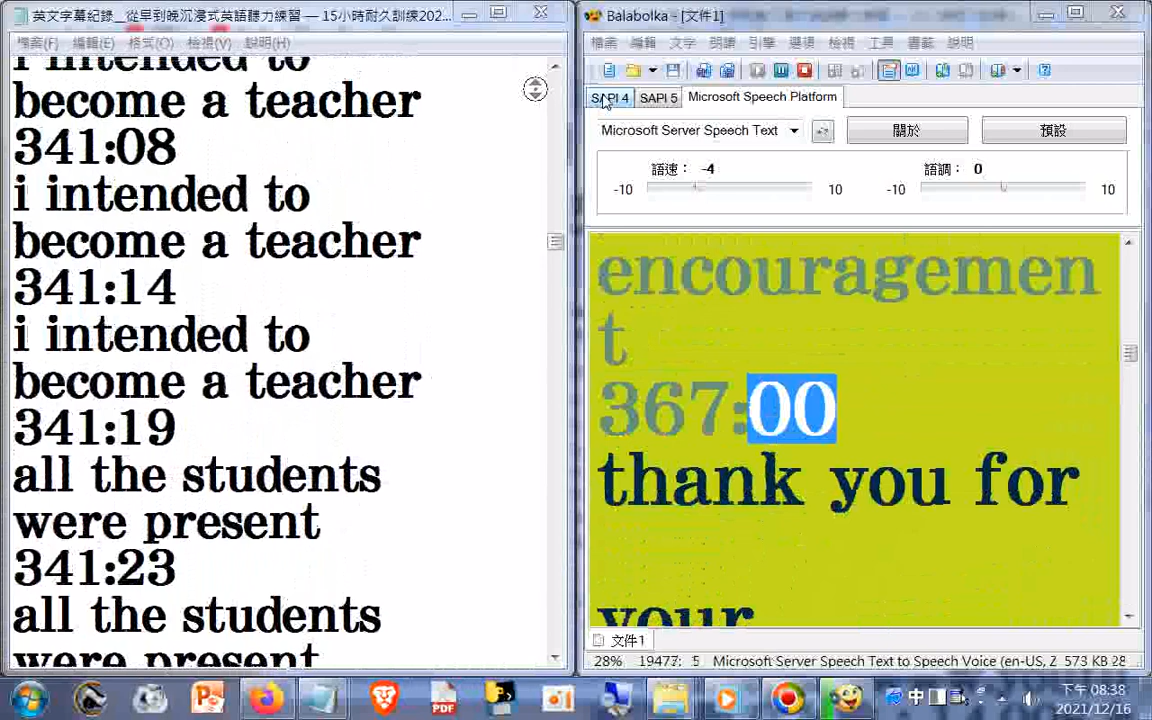 英文字幕紀錄__從早到晚沉浸式英語聽力練習 — 15小時耐久訓練202...
檔案(F) 編輯(E) 格式(O) 檢視(V) 說明(H)
i intended to
become a teacher
341:08
i intended to
become a teacher
341:14
i intended to
become a teacher
341:19
all the students
were present
341:23
all the students
were present
Balabolka - [文件1]
檔案 編輯 文字 朗讀 引擎 選項 檢視 工具 書籤 說明
SAPI 4 SAPI 5 Microsoft Speech Platform
Microsoft Server Speech Text 關於 預設
語速： -4 語調： 0
-10 10 -10 10
encouragemen
t
367:00
thank you for
your
文件1
28% 19477: 5 Microsoft Server Speech Text to Speech Voice (en-US, Z 573 KB 28
PDF 中 下午 08:38
2021/12/16